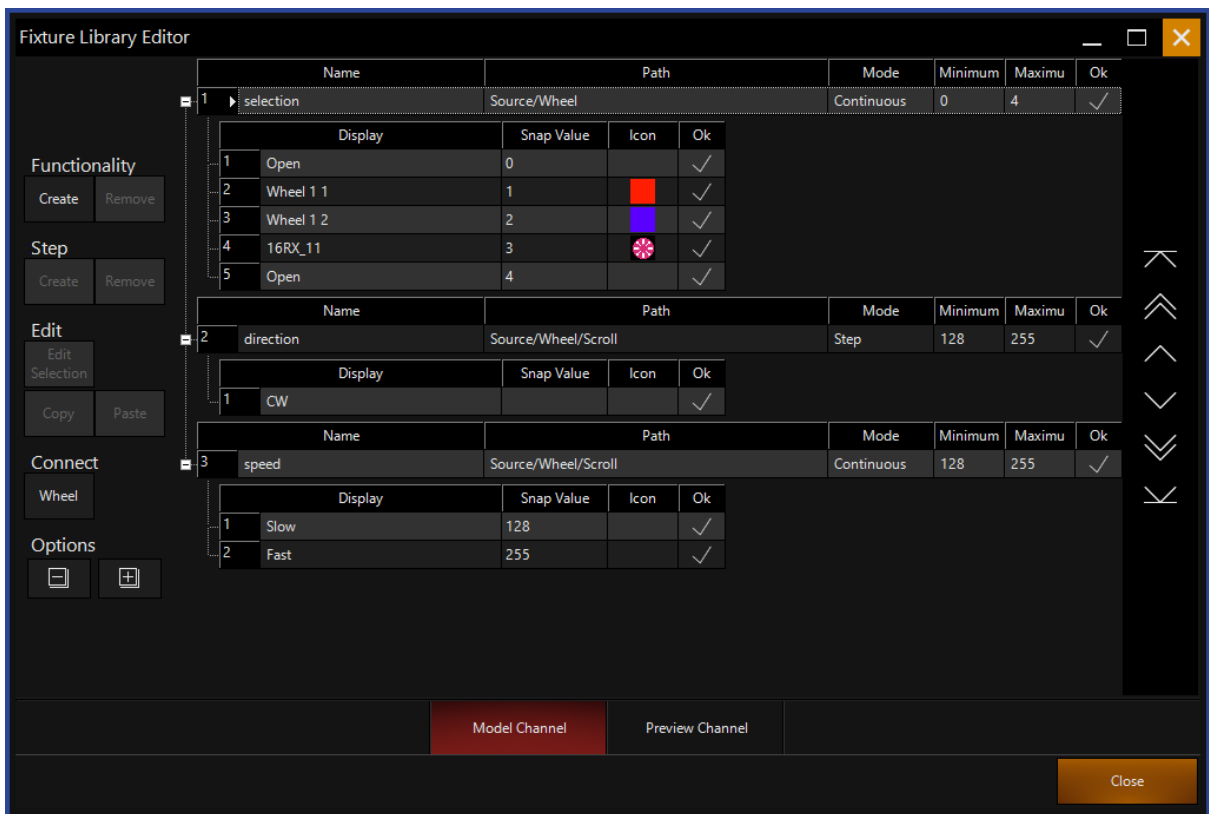 Fixture Library Editor
Name Path Mode Minimum Maximu Ok
1 selection Source/Wheel Continuous 0 4
Display Snap Value Icon Ok
1 Open 0
2 Wheel 1 1 1
3 Wheel 1 2 2
4 16RX_11 3
5 Open 4
Name Path Mode Minimum Maximu Ok
2 direction Source/Wheel/Scroll Step 128 255
Display Snap Value Icon Ok
1 CW
Name Path Mode Minimum Maximu Ok
3 speed Source/Wheel/Scroll Continuous 128 255
Display Snap Value Icon Ok
1 Slow 128
2 Fast 255
Functionality
Create Remove
Step
Create Remove
Edit
Edit
Selection
Copy Paste
Connect
Wheel
Options
Model Channel Preview Channel
Close